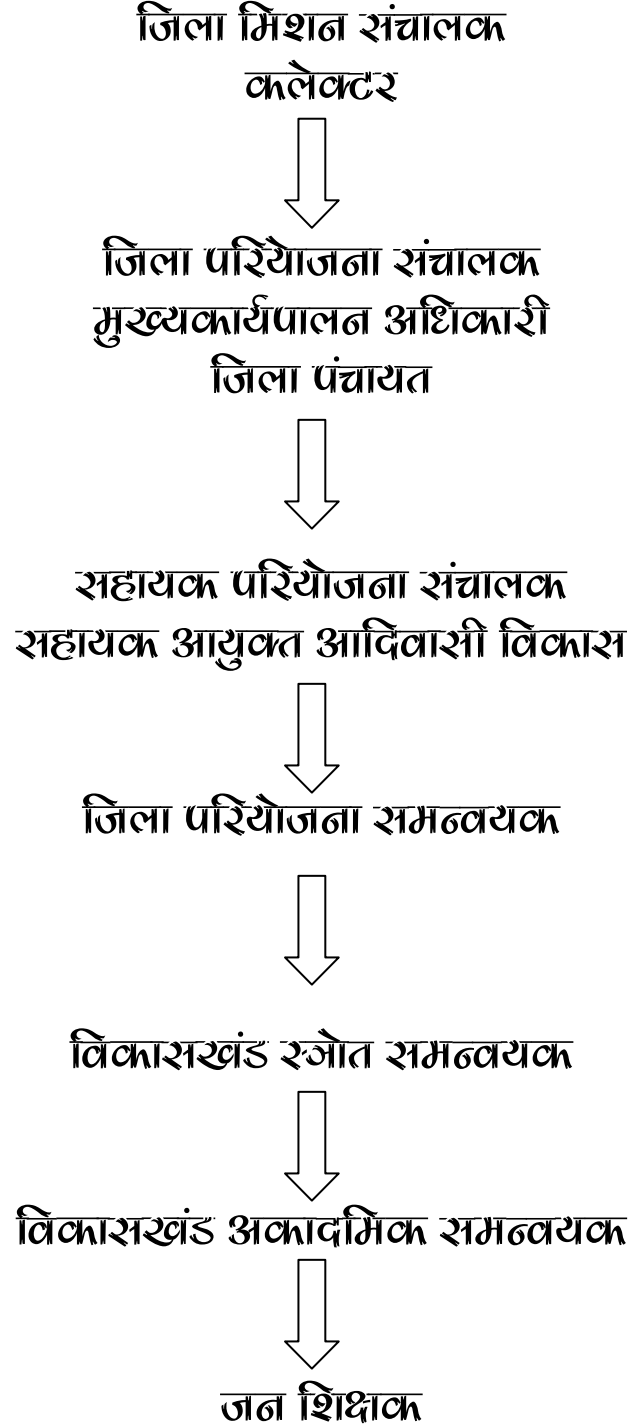 जिला मिशन संचालक
कलेक्टर
जिला परियोजना संचालक
मुख्यकार्यपालन अधिकारी
जिला पंचायत
सहायक परियोजना संचालक
सहायक आयुक्त आदिवासी विकास
जिला परियोजना समन्वयक
विकासखंड स्त्रोत समन्वयक
विकासखंड अकादमिक समन्वयक
जन शिक्षक